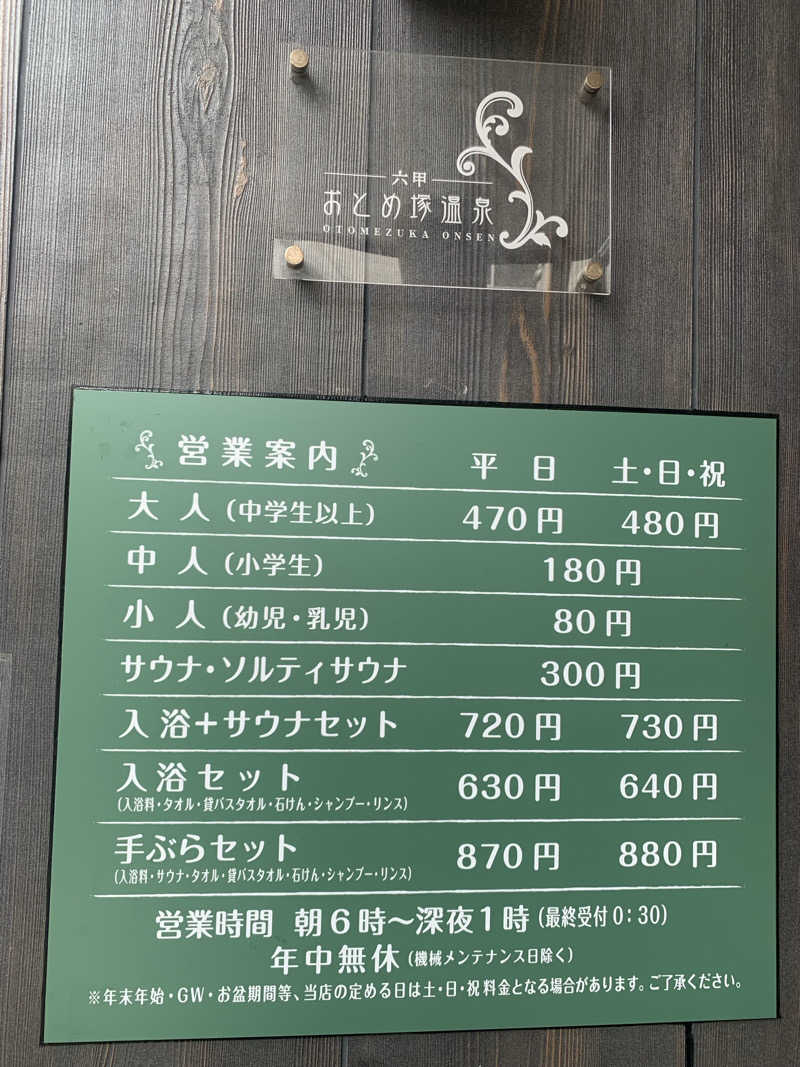 六甲
おとめ塚温泉
OTOMEZUKA ONSEN
営業案内 平日 土・日・祝
大人(中学生以上) 470円 480円
中人(小学生) 180円
小人(幼児・乳児) 80円
サウナ・ソルティサウナ 300円
入浴+サウナセット 720円 730円
入浴セット 630円 640円
(入浴料・タオル・貸バスタオル・石けん・シャンプー・リンス)
手ぶらセット 870円 880円
(入浴料・サウナ・タオル・貸バスタオル・石けん・シャンプー・リンス)
営業時間 朝6時〜深夜1時(最終受付0:30)
年中無休(機械メンテナンス日除く)
※年末年始・GW・お盆期間等、当店の定める日は土・日・祝料金となる場合があります。ご了承ください。